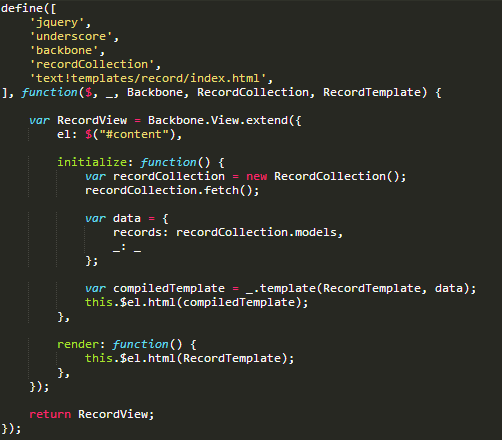 define([
    'jquery',
    'underscore',
    'backbone',
    'recordCollection',
    'text!templates/record/index.html',
], function($, _, Backbone, RecordCollection, RecordTemplate) {
    var RecordView = Backbone.View.extend({
        el: $("#content"),
        initialize: function() {
            var recordCollection = new RecordCollection();
            recordCollection.fetch();
            var data = {
                records: recordCollection.models,
                _: _
            };
            var compiledTemplate = _.template(RecordTemplate, data);
            this.$el.html(compiledTemplate);
        },
        render: function() {
            this.$el.html(RecordTemplate);
        },
    });
    return RecordView;
});